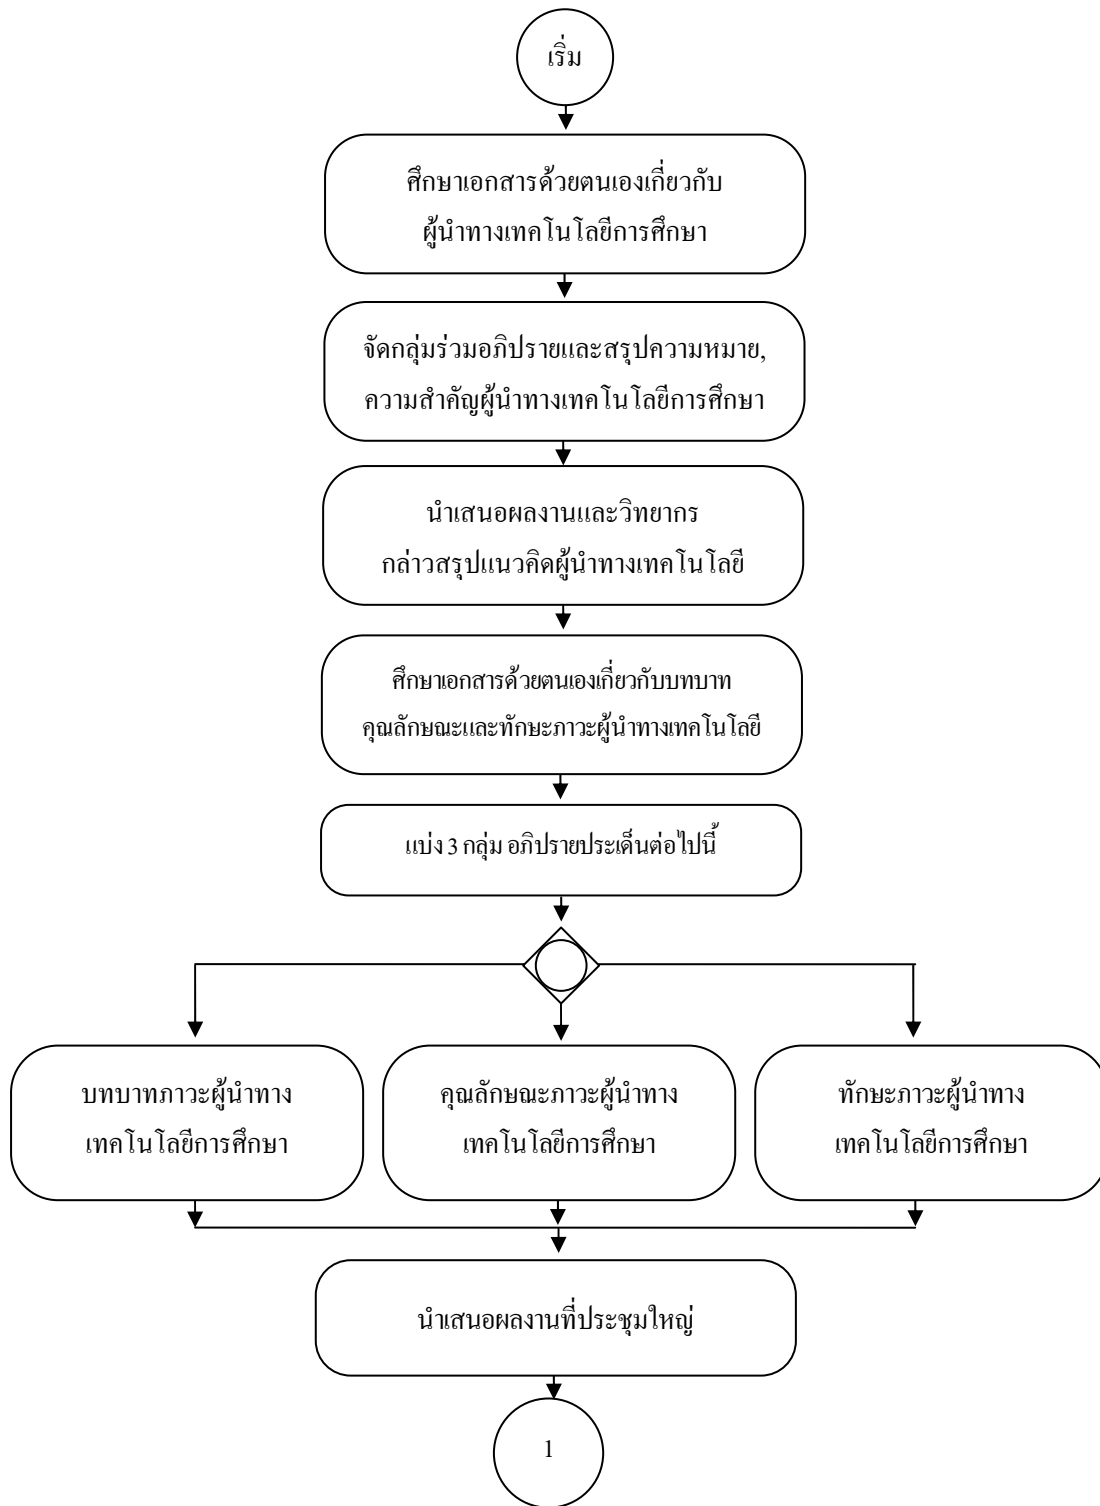 เริ่ม
ศึกษาเอกสารด้วยตนเองเกี่ยวกับ
ผู้นำทางเทคโนโลยีการศึกษา
จัดกลุ่มร่วมอภิปรายและสรุปความหมาย,
ความสำคัญผู้นำทางเทคโนโลยีการศึกษา
นำเสนอผลงานและวิทยากร
กล่าวสรุปแนวคิดผู้นำทางเทคโนโลยี
ศึกษาเอกสารด้วยตนเองเกี่ยวกับบทบาท
คุณลักษณะและทักษะภาวะผู้นำทางเทคโนโลยี
แบ่ง 3 กลุ่ม อภิปรายประเด็นต่อไปนี้
บทบาทภาวะผู้นำทาง
เทคโนโลยีการศึกษา
คุณลักษณะภาวะผู้นำทาง
เทคโนโลยีการศึกษา
ทักษะภาวะผู้นำทาง
เทคโนโลยีการศึกษา
นำเสนอผลงานที่ประชุมใหญ่
1